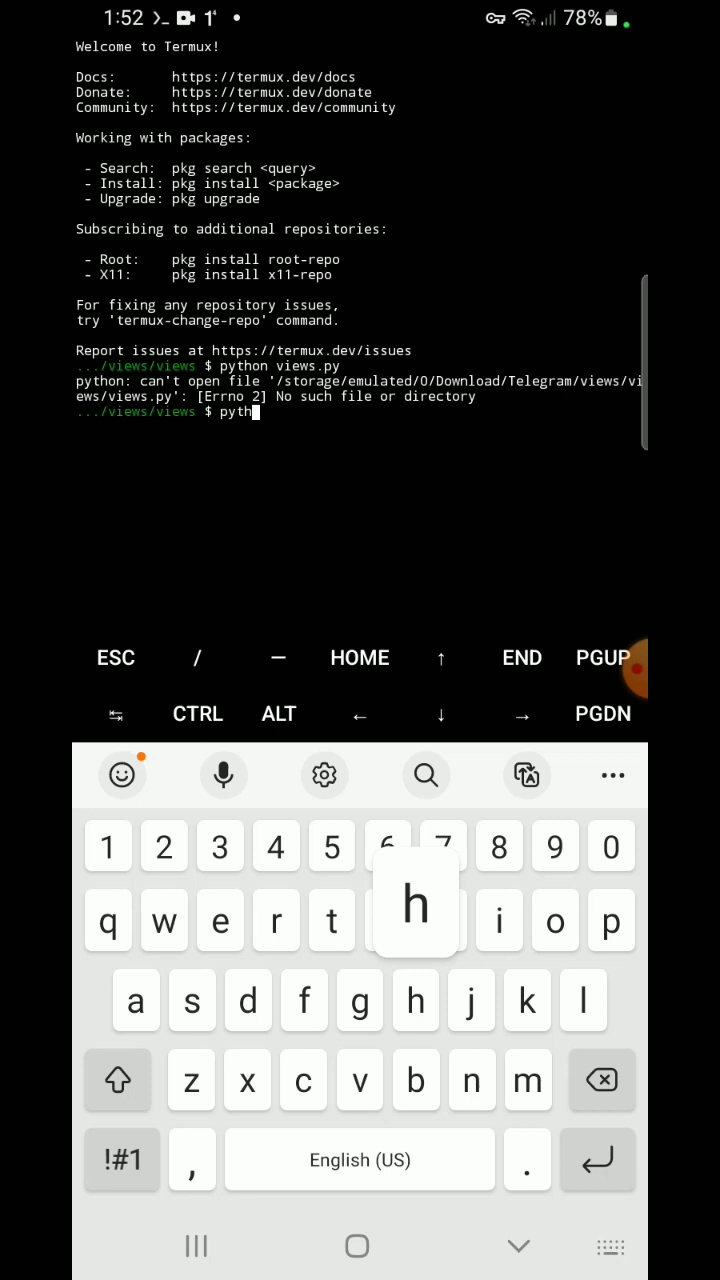 1:52
78%
Welcome to Termux!
Docs: https://termux.dev/docs
Donate: https://termux.dev/donate
Community: https://termux.dev/community
Working with packages:
- Search: pkg search <query>
- Install: pkg install <package>
- Upgrade: pkg upgrade
Subscribing to additional repositories:
- Root: pkg install root-repo
- X11: pkg install x11-repo
For fixing any repository issues,
try 'termux-change-repo' command.
Report issues at https://termux.dev/issues
.../views/views $ python views.py
python: can't open file '/storage/emulated/0/Download/Telegram/views/vi
ews/views.py': [Errno 2] No such file or directory
.../views/views $ pyth
ESC / — HOME ↑ END PGUP
↹ CTRL ALT ← ↓ → PGDN
1 2 3 4 5 6 7 8 9 0
q w e r t h i o p
a s d f g h j k l
z x c v b n m
!#1 , English (US) .